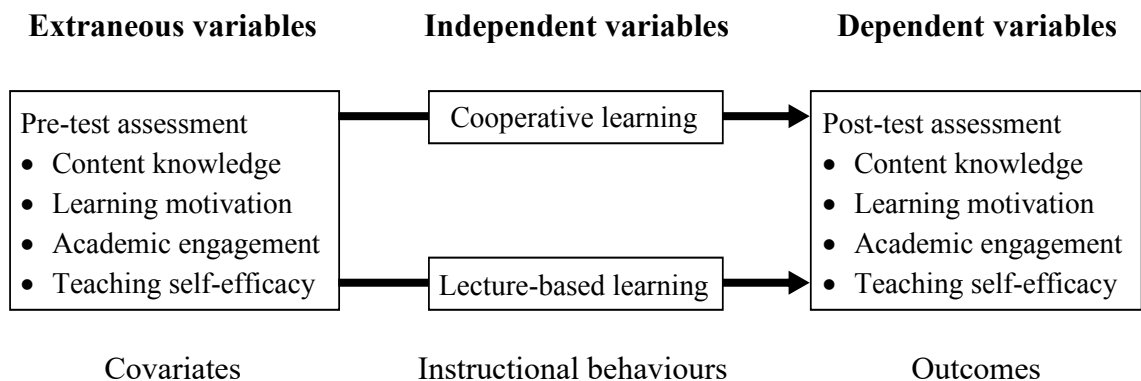 Extraneous variables
Independent variables
Dependent variables
Pre-test assessment
• Content knowledge
• Learning motivation
• Academic engagement
• Teaching self-efficacy
Cooperative learning
Lecture-based learning
Post-test assessment
• Content knowledge
• Learning motivation
• Academic engagement
• Teaching self-efficacy
Covariates
Instructional behaviours
Outcomes